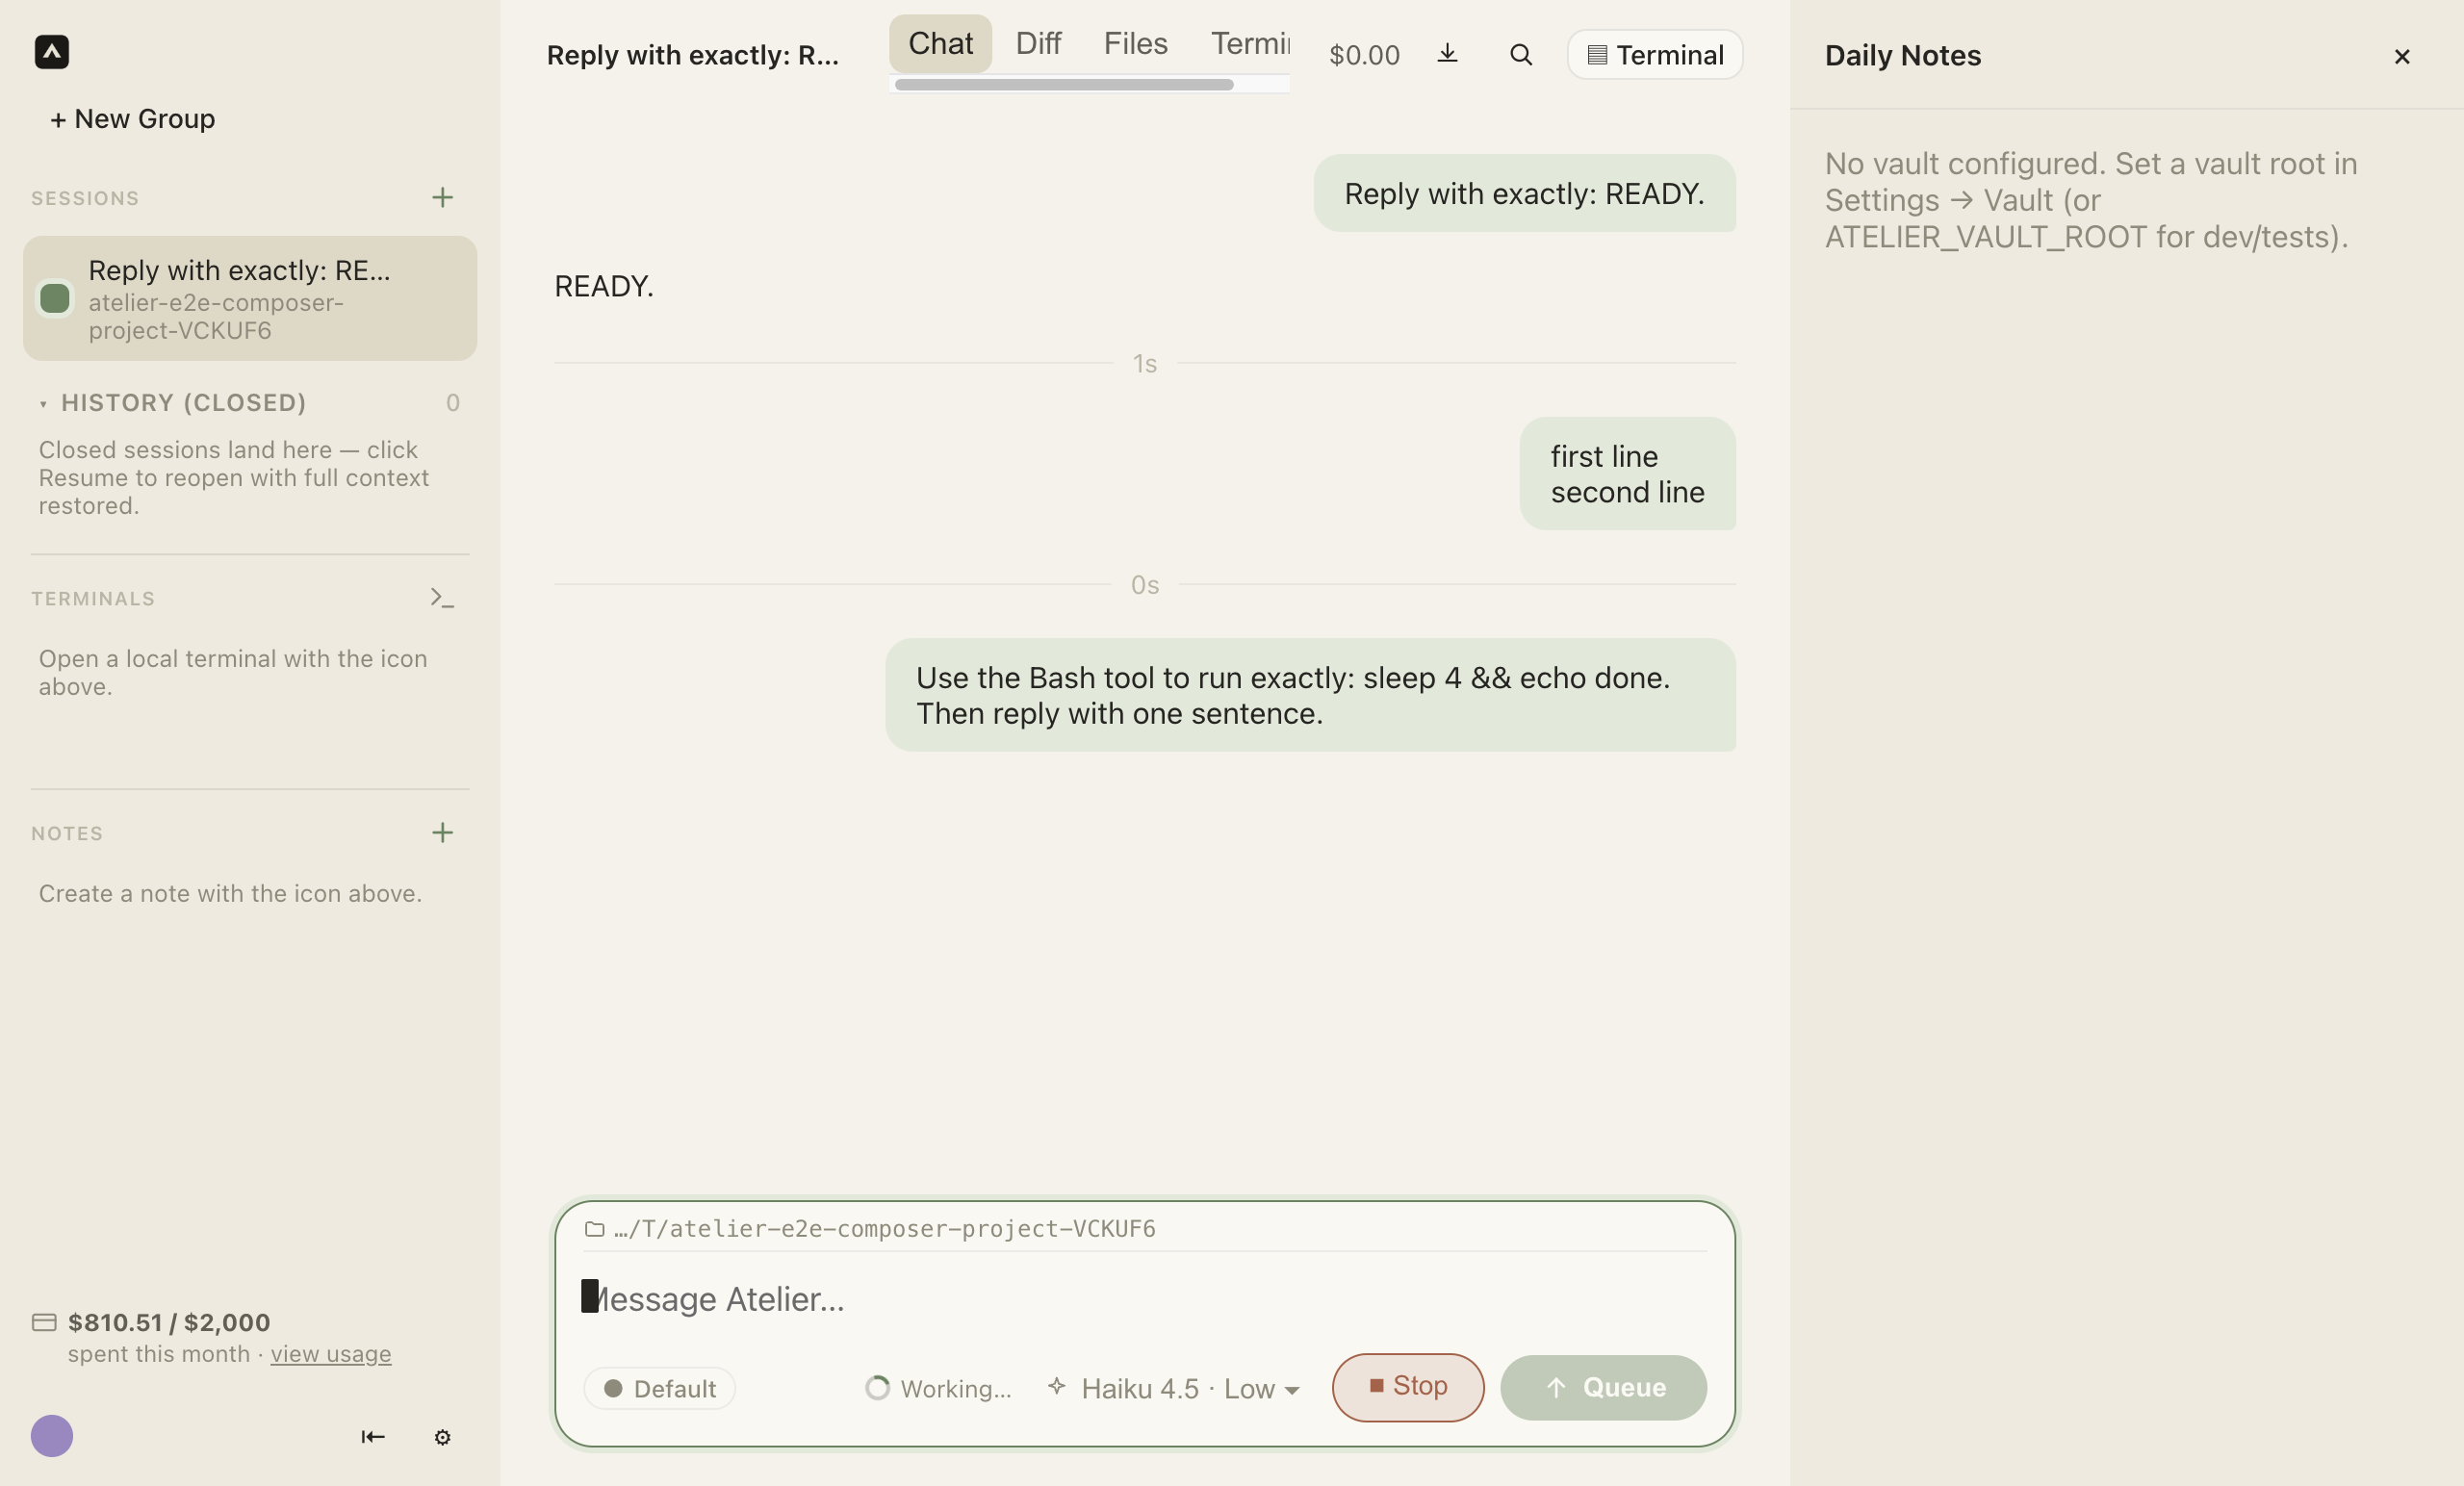 + New Group
SESSIONS
Reply with exactly: RE...
atelier-e2e-composer-
project-VCKUF6
HISTORY (CLOSED)
0
Closed sessions land here — click
Resume to reopen with full context
restored.
TERMINALS
Open a local terminal with the icon
above.
NOTES
Create a note with the icon above.
$810.51 / $2,000
spent this month · view usage
Reply with exactly: R...
Chat
Diff
Files
Termi
$0.00
Terminal
Reply with exactly: READY.
READY.
1s
first line
second line
0s
Use the Bash tool to run exactly: sleep 4 && echo done.
Then reply with one sentence.
…/T/atelier-e2e-composer-project-VCKUF6
Message Atelier...
Default
Working...
Haiku 4.5 · Low
Stop
Queue
Daily Notes
No vault configured. Set a vault root in
Settings → Vault (or
ATELIER_VAULT_ROOT for dev/tests).